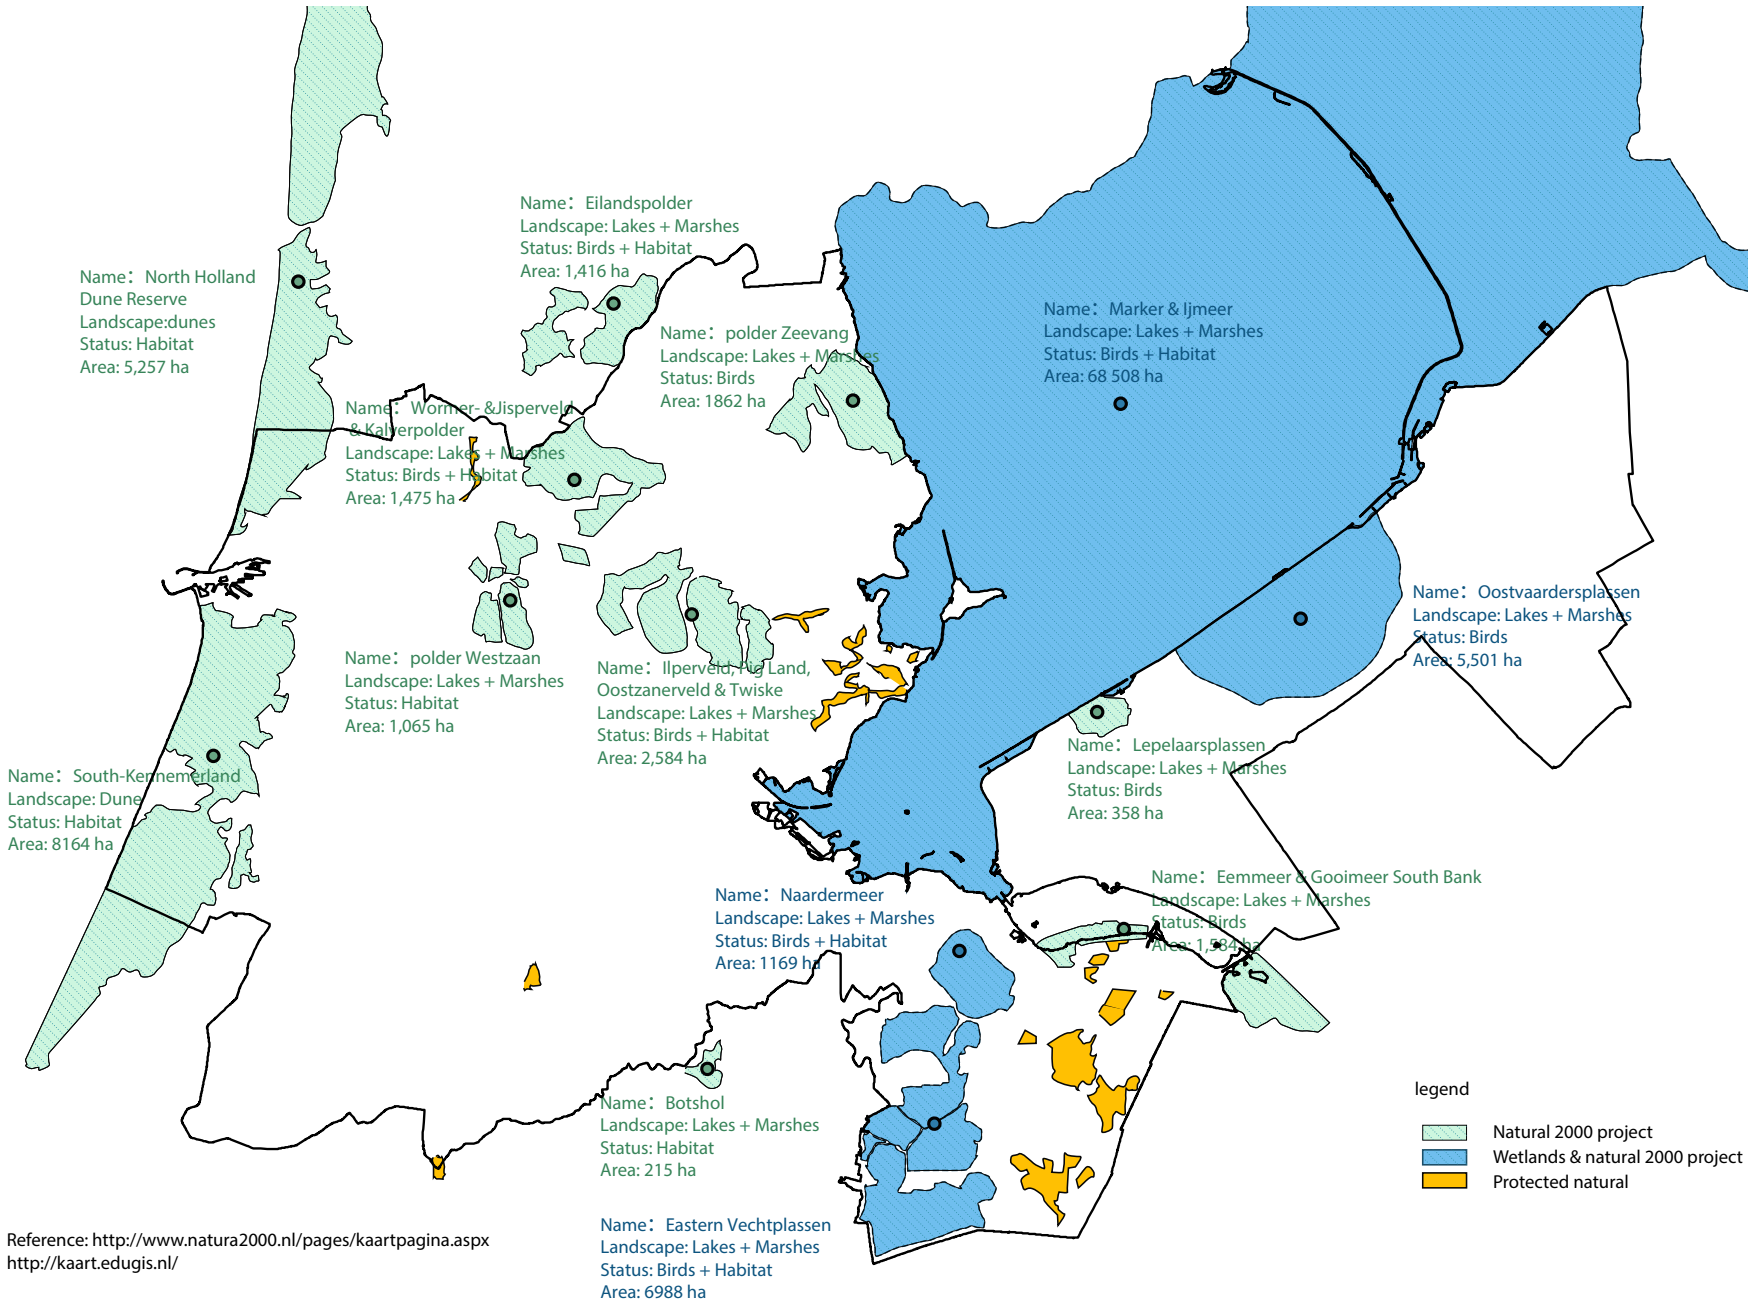 Name：Eilandspolder
Landscape: Lakes + Marshes
Status: Birds + Habitat
Area: 1,416 ha
Name：North Holland
Dune Reserve
Landscape:dunes
Status: Habitat
Area: 5,257 ha
Name：Marker & Ijmeer
Landscape: Lakes + Marshes
Status: Birds + Habitat
Area: 68 508 ha
Name：polder Zeevang
Landscape: Lakes + Marshes
Status: Birds
Area: 1862 ha
Name：Wormer- &Jisperveld
& Kalverpolder
Landscape: Lakes + Marshes
Status: Birds + Habitat
Area: 1,475 ha
Name：Oostvaardersplassen
Landscape: Lakes + Marshes
Status: Birds
Area: 5,501 ha
Name：polder Westzaan
Landscape: Lakes + Marshes
Status: Habitat
Area: 1,065 ha
Name：Ilperveld, Pig Land,
Oostzanerveld & Twiske
Landscape: Lakes + Marshes
Status: Birds + Habitat
Area: 2,584 ha
Name：Lepelaarsplassen
Landscape: Lakes + Marshes
Status: Birds
Area: 358 ha
Name：South-Kennemerland
Landscape: Dune
Status: Habitat
Area: 8164 ha
Name：Eemmeer & Gooimeer South Bank
Landscape: Lakes + Marshes
Status: Birds
Area: 1,584 ha
Name：Naardermeer
Landscape: Lakes + Marshes
Status: Birds + Habitat
Area: 1169 ha
Name：Botshol
Landscape: Lakes + Marshes
Status: Habitat
Area: 215 ha
Name：Eastern Vechtplassen
Landscape: Lakes + Marshes
Status: Birds + Habitat
Area: 6988 ha
legend
Natural 2000 project
Wetlands & natural 2000 project
Protected natural
Reference: http://www.natura2000.nl/pages/kaartpagina.aspx
http://kaart.edugis.nl/